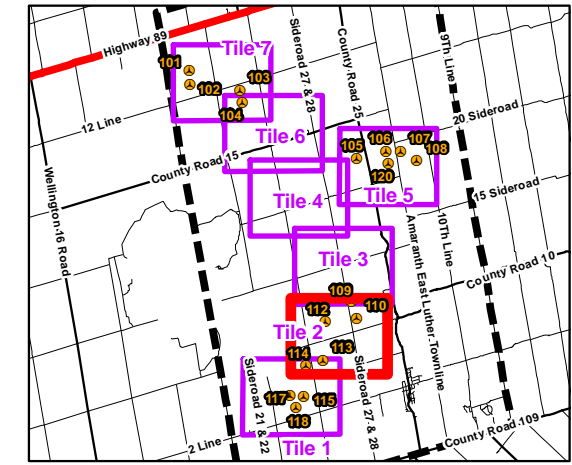 Highway 89
Tile 7
101
103
102
104
Sideroad 27 & 28
County Road 25
9Th Line
12 Line
Tile 6
20 Sideroad
County Road 15
105
106
107
108
120
Tile 5
Wellington 16 Road
Tile 4
15 Sideroad
10Th Line
Amaranth East Luther Townline
Tile 3
County Road 10
109
112
110
Tile 2
113
114
Sideroad 21 & 22
Sideroad 27 & 28
117
115
118
2 Line
Tile 1
County Road 109